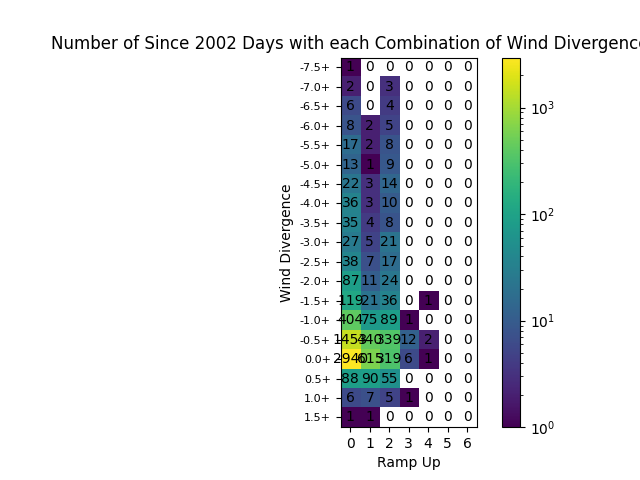 Number of Since 2002 Days with each Combination of Wind Divergence
Wind Divergence
-7.5+ 1 0 0 0 0 0 0
-7.0+ 2 0 3 0 0 0 0
-6.5+ 6 0 4 0 0 0 0
-6.0+ 8 2 5 0 0 0 0
-5.5+ 17 2 8 0 0 0 0
-5.0+ 13 1 9 0 0 0 0
-4.5+ 22 3 14 0 0 0 0
-4.0+ 36 3 10 0 0 0 0
-3.5+ 35 4 8 0 0 0 0
-3.0+ 27 5 21 0 0 0 0
-2.5+ 38 7 17 0 0 0 0
-2.0+ 87 11 24 0 0 0 0
-1.5+ 119 21 36 0 1 0 0
-1.0+ 404 75 89 1 0 0 0
-0.5+ 339 12 2 0 0
0.0+ 2940 615 319 6 1 0 0
0.5+ 88 90 55 0 0 0 0
1.0+ 6 7 5 1 0 0 0
1.5+ 1 1 0 0 0 0 0
0 1 2 3 4 5 6
Ramp Up
10³
10²
10¹
10⁰